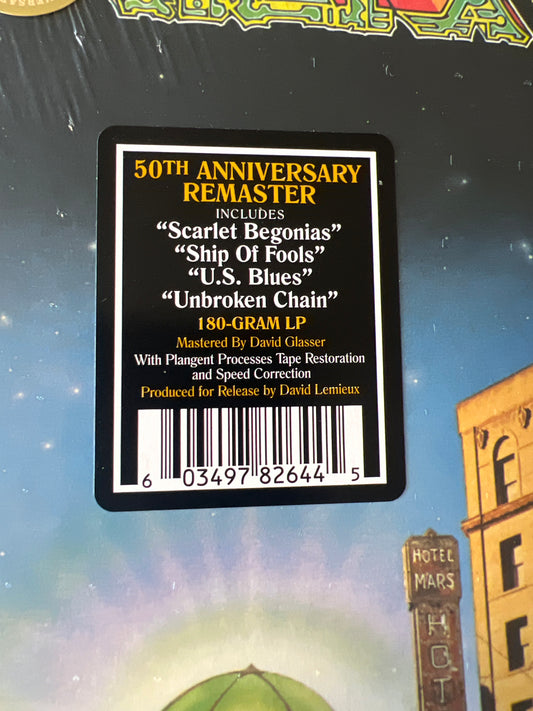 50TH ANNIVERSARY
REMASTER
INCLUDES
“Scarlet Begonias”
“Ship Of Fools”
“U.S. Blues”
“Unbroken Chain”
180-GRAM LP
Mastered By David Glasser
With Plangent Processes Tape Restoration
and Speed Correction
Produced for Release by David Lemieux
6 03497 82644 5
HOTEL
MARS
HOT